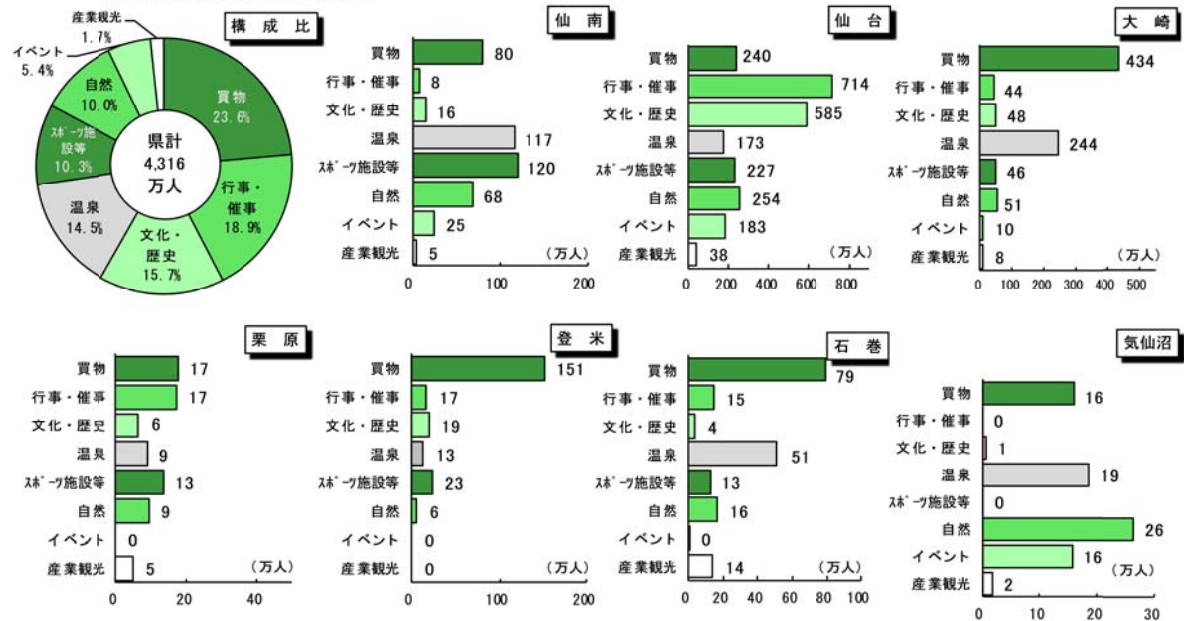 構成比
産業観光
1.7%
イベント
5.4%
自然
10.0%
スポーツ施
設等
10.3%
温泉
14.5%
文化・
歴史
15.7%
行事・
催事
18.9%
買物
23.6%
県計
4,316
万人
仙南
買物 80
行事・催事 8
文化・歴史 16
温泉 117
スポーツ施設等 120
自然 68
イベント 25
産業観光 5 (万人)
0 100 200
仙台
買物 240
行事・催事 714
文化・歴史 585
温泉 173
スポーツ施設等 227
自然 254
イベント 183
産業観光 38 (万人)
0 200 400 600 800
大崎
買物 434
行事・催事 44
文化・歴史 48
温泉 244
スポーツ施設等 46
自然 51
イベント 10
産業観光 8 (万人)
0 100 200 300 400 500
栗原
買物 17
行事・催事 17
文化・歴史 6
温泉 9
スポーツ施設等 13
自然 9
イベント 0
産業観光 5 (万人)
0 20 40
登米
買物 151
行事・催事 17
文化・歴史 19
温泉 13
スポーツ施設等 23
自然 6
イベント 0
産業観光 0 (万人)
0 100 200
石巻
買物 79
行事・催事 15
文化・歴史 4
温泉 51
スポーツ施設等 13
自然 16
イベント 0
産業観光 14 (万人)
0 20 40 60 80 100
気仙沼
買物 16
行事・催事 0
文化・歴史 1
温泉 19
スポーツ施設等 0
自然 26
イベント 16
産業観光 2 (万人)
0 10 20 30